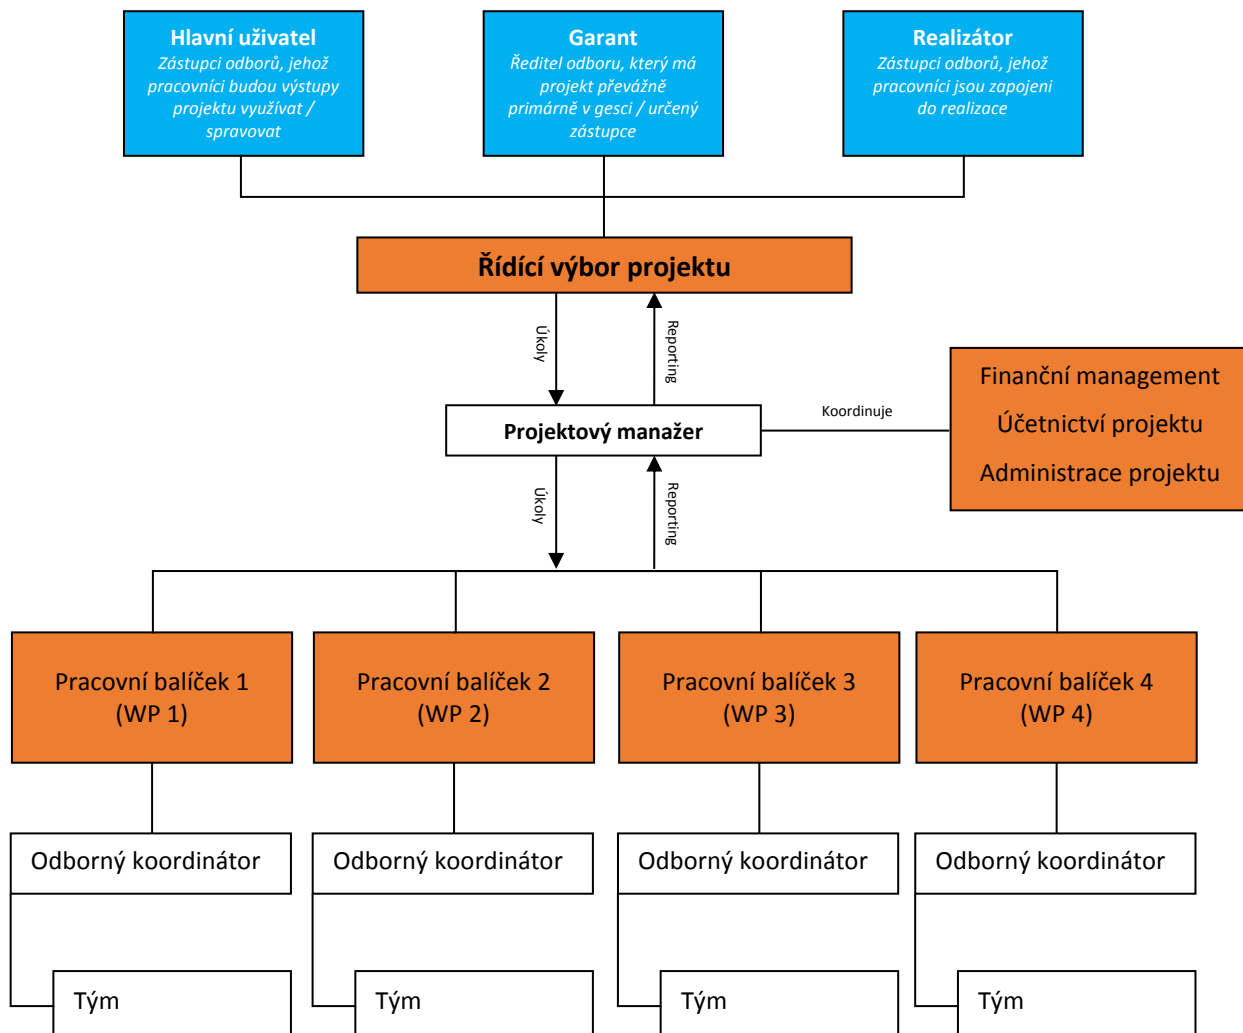 Hlavní uživatel
Zástupci odborů, jehož
pracovníci budou výstupy
projektu využívat /
spravovat
Garant
Ředitel odboru, který má
projekt převážně
primárně v gesci / určený
zástupce
Realizátor
Zástupci odborů, jehož
pracovníci jsou zapojeni
do realizace
Řídící výbor projektu
Úkoly
Reporting
Projektový manažer
Koordinuje
Finanční management
Účetnictví projektu
Administrace projektu
Úkoly
Reporting
Pracovní balíček 1
(WP 1)
Pracovní balíček 2
(WP 2)
Pracovní balíček 3
(WP 3)
Pracovní balíček 4
(WP 4)
Odborný koordinátor
Odborný koordinátor
Odborný koordinátor
Odborný koordinátor
Tým
Tým
Tým
Tým